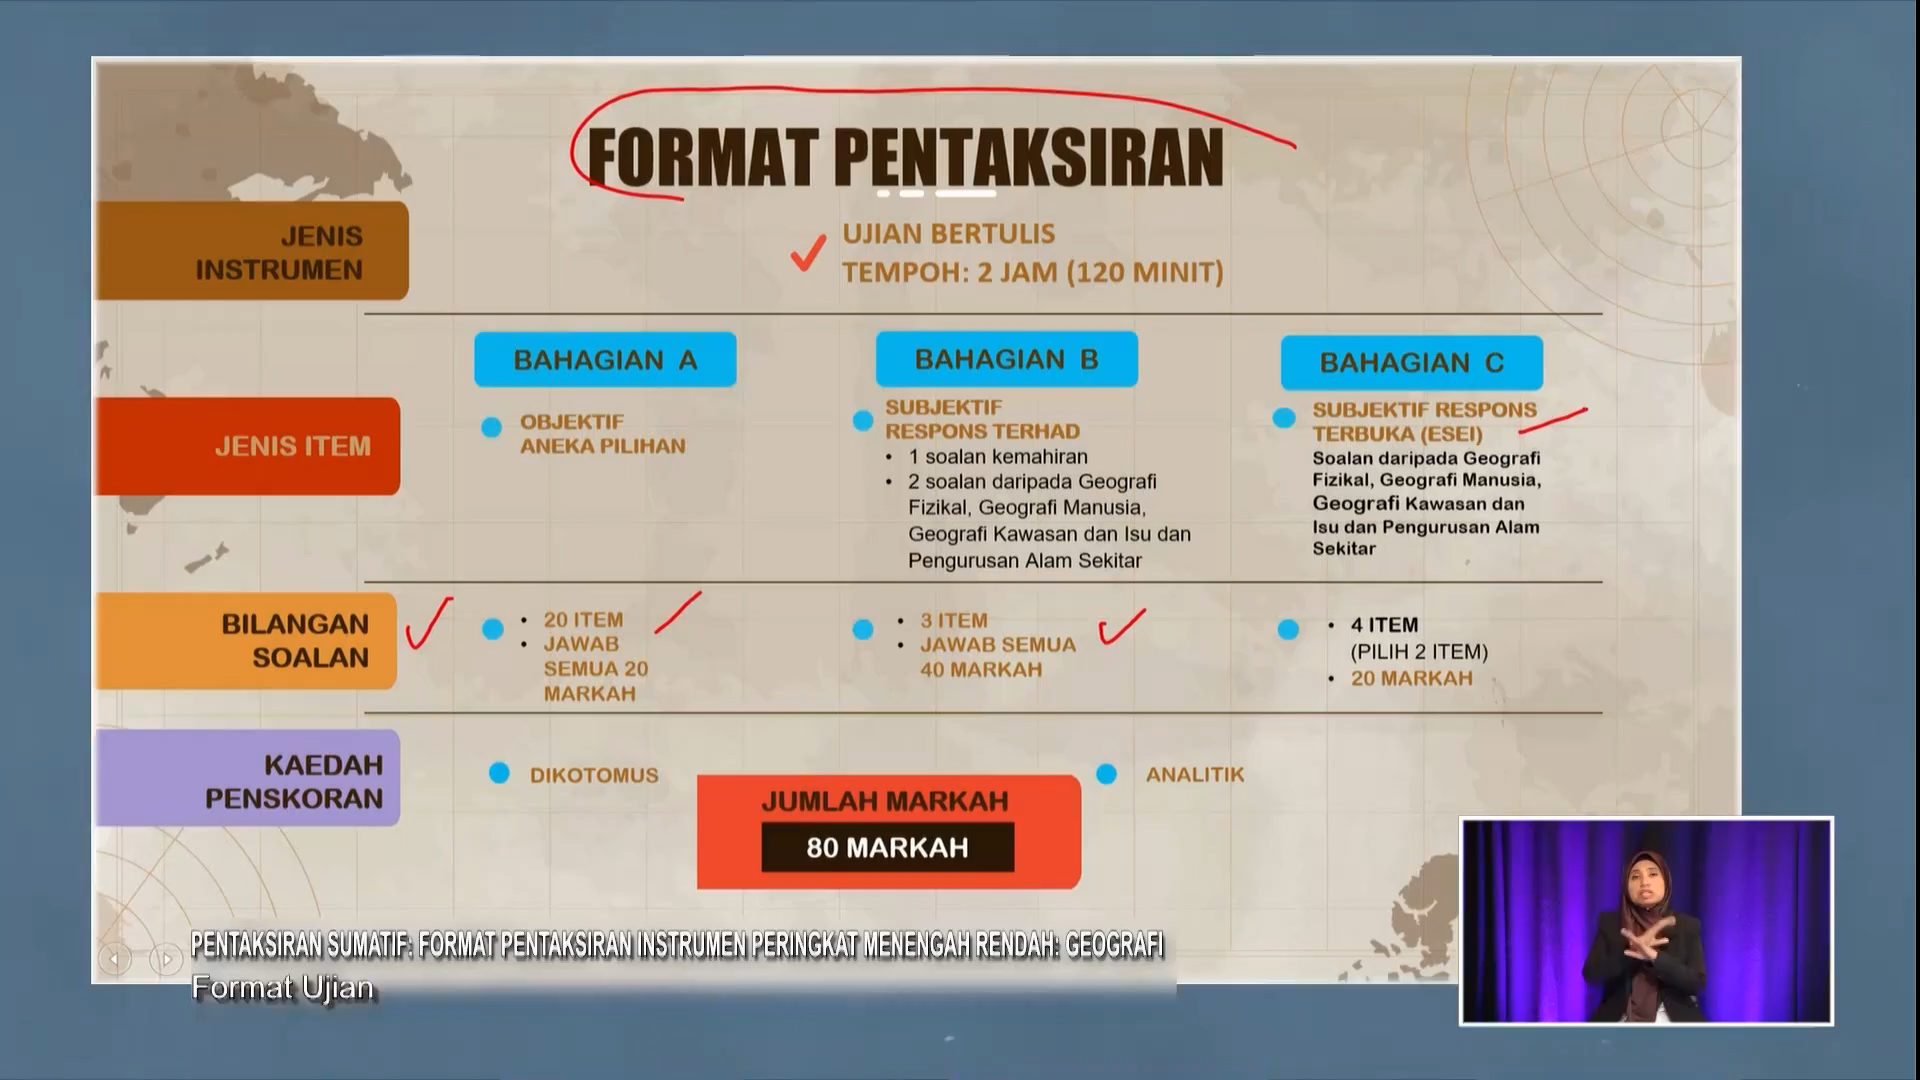 FORMAT PENTAKSIRAN
JENIS
INSTRUMEN
UJIAN BERTULIS
TEMPOH: 2 JAM (120 MINIT)
BAHAGIAN A
BAHAGIAN B
BAHAGIAN C
JENIS ITEM
OBJEKTIF
ANEKA PILIHAN
SUBJEKTIF
RESPONS TERHAD
• 1 soalan kemahiran
• 2 soalan daripada Geografi
Fizikal, Geografi Manusia,
Geografi Kawasan dan Isu dan
Pengurusan Alam Sekitar
SUBJEKTIF RESPONS
TERBUKA (ESEI)
Soalan daripada Geografi
Fizikal, Geografi Manusia,
Geografi Kawasan dan
Isu dan Pengurusan Alam
Sekitar
BILANGAN
SOALAN
• 20 ITEM
• JAWAB
SEMUA 20
MARKAH
• 3 ITEM
• JAWAB SEMUA
40 MARKAH
• 4 ITEM
(PILIH 2 ITEM)
• 20 MARKAH
KAEDAH
PENSKORAN
DIKOTOMUS
ANALITIK
JUMLAH MARKAH
80 MARKAH
PENTAKSIRAN SUMATIF: FORMAT PENTAKSIRAN INSTRUMEN PERINGKAT MENENGAH RENDAH: GEOGRAFI
Format Ujian